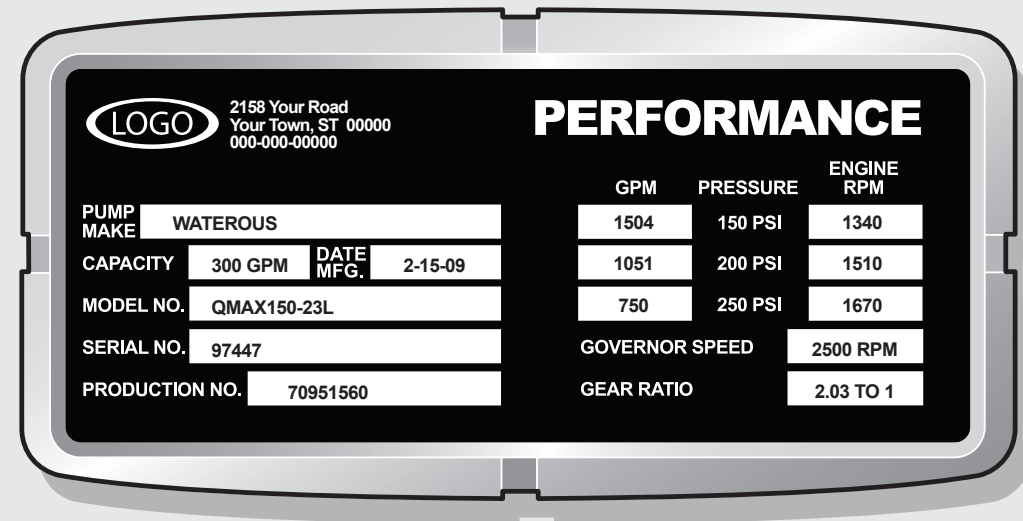 LOGO
2158 Your Road
Your Town, ST 00000
000-000-00000
PERFORMANCE
PUMP MAKE WATEROUS
CAPACITY 300 GPM DATE MFG. 2-15-09
MODEL NO. QMAX150-23L
SERIAL NO. 97447
PRODUCTION NO. 70951560
GPM PRESSURE ENGINE RPM
1504 150 PSI 1340
1051 200 PSI 1510
750 250 PSI 1670
GOVERNOR SPEED 2500 RPM
GEAR RATIO 2.03 TO 1